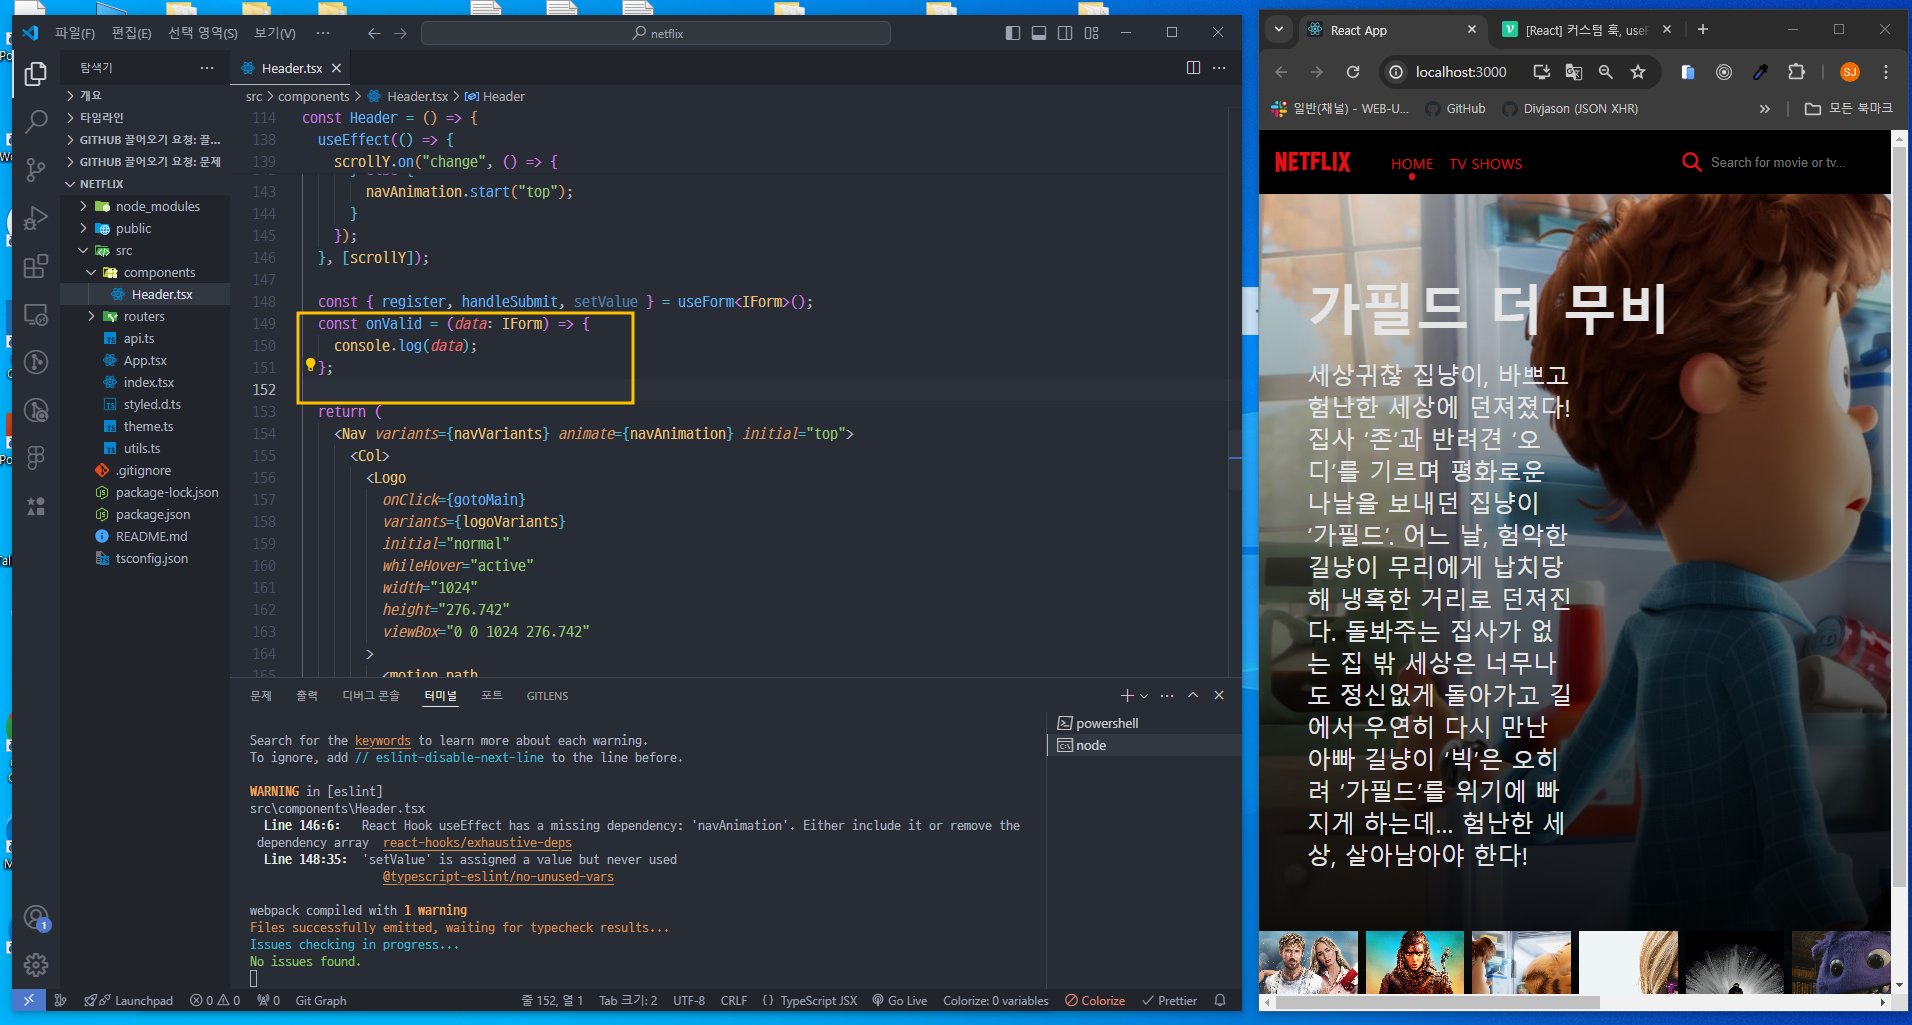 파일(F) 편집(E) 선택 영역(S) 보기(V) ··· netflix
탐색기
개요
타임라인
GITHUB 끌어오기 요청: 끌...
GITHUB 끌어오기 요청: 문제
NETFLIX
node_modules
public
src
components
Header.tsx
routers
api.ts
App.tsx
index.tsx
styled.d.ts
theme.ts
utils.ts
.gitignore
package-lock.json
package.json
README.md
tsconfig.json
Header.tsx
src > components > Header.tsx > Header
114 const Header = () => {
138 useEffect(() => {
139 scrollY.on("change", () => {
143 navAnimation.start("top");
144 }
145 });
146 }, [scrollY]);
147
148 const { register, handleSubmit, setValue } = useForm<IForm>();
149 const onValid = (data: IForm) => {
150 console.log(data);
151 };
152
153 return (
154 <Nav variants={navVariants} animate={navAnimation} initial="top">
155 <Col>
156 <Logo
157 onClick={gotoMain}
158 variants={logoVariants}
159 initial="normal"
160 whileHover="active"
161 width="1024"
162 height="276.742"
163 viewBox="0 0 1024 276.742"
164 >
165 <motion.path
문제 출력 디버그 콘솔 터미널 포트 GITLENS
powershell
node
Search for the keywords to learn more about each warning.
To ignore, add // eslint-disable-next-line to the line before.
WARNING in [eslint]
src\components\Header.tsx
Line 146:6: React Hook useEffect has a missing dependency: 'navAnimation'. Either include it or remove the
dependency array react-hooks/exhaustive-deps
Line 148:35: 'setValue' is assigned a value but never used
@typescript-eslint/no-unused-vars
webpack compiled with 1 warning
Files successfully emitted, waiting for typecheck results...
Issues checking in progress...
No issues found.
Launchpad 0 0 0 Git Graph 줄 152, 열 1 Tab 크기: 2 UTF-8 CRLF {} TypeScript JSX Go Live Colorize: 0 variables Colorize Prettier
React App
[React] 커스텀 훅, useF
localhost:3000
SJ
일반(채널) - WEB-U... GitHub Divjason (JSON XHR) » 모든 북마크
NETFLIX HOME TV SHOWS Search for movie or tv...
가필드 더 무비
세상귀찮 집냥이, 바쁘고
험난한 세상에 던져졌다!
집사 ‘존’과 반려견 ‘오
디’를 기르며 평화로운
나날을 보내던 집냥이
‘가필드’. 어느 날, 험악한
길냥이 무리에게 납치당
해 냉혹한 거리로 던져진
다. 돌봐주는 집사가 없
는 집 밖 세상은 너무나
도 정신없게 돌아가고 길
에서 우연히 다시 만난
아빠 길냥이 ‘빅’은 오히
려 ‘가필드’를 위기에 빠
지게 하는데... 험난한 세
상, 살아남아야 한다!